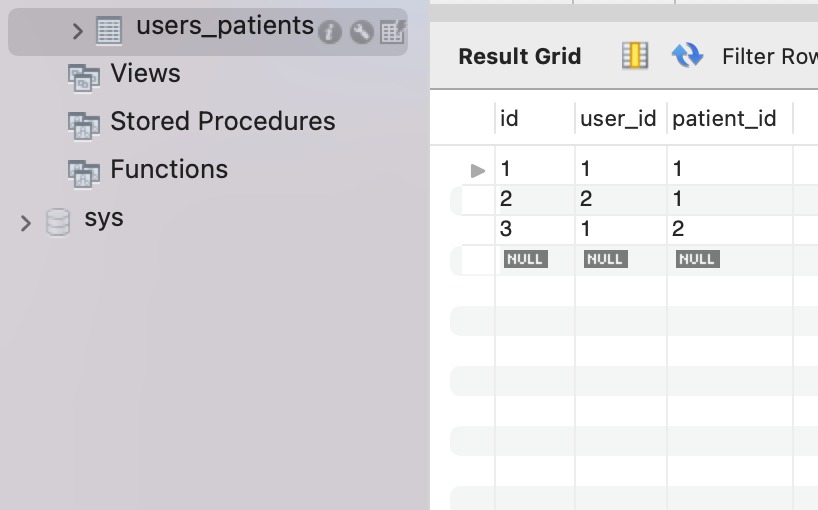 users_patients
Views
Stored Procedures
Functions
sys
Result Grid Filter Row
id user_id patient_id
1 1 1
2 2 1
3 1 2
NULL NULL NULL